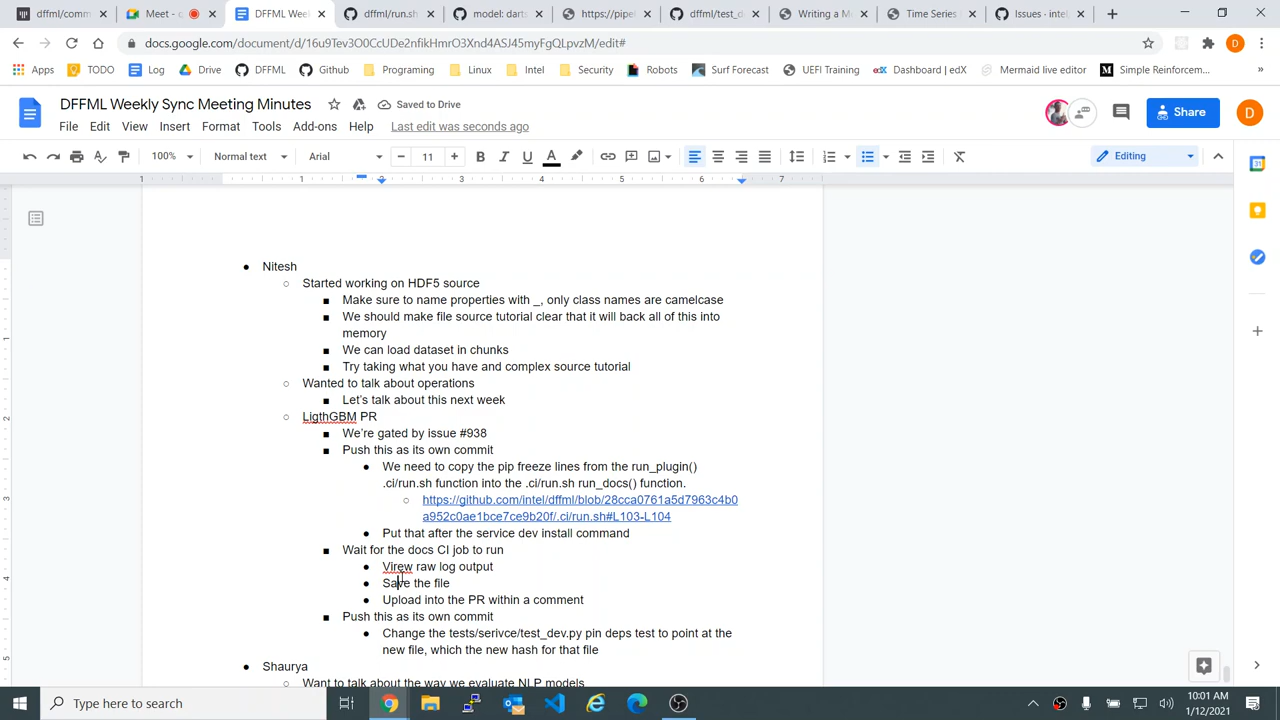 dffml/comm
Meet - c
DFFML Wee
dffml/run.sh
model: darts
https://pipel
dffml/test_d
Writing a M
Time Series
Issues - intel
docs.google.com/document/d/16u9Tev3O0CcUDe2nfikHmrO3Xnd4ASJ45myFgQLpvzM/edit#
Apps TODO Log Drive DFFML Github Programing Linux Intel Security Robots Surf Forecast UEFI Training Dashboard | edX Mermaid live editor Simple Reinforcem... »
DFFML Weekly Sync Meeting Minutes
Saved to Drive
Share
D
File Edit View Insert Format Tools Add-ons Help Last edit was seconds ago
100% Normal text Arial 11 B I U A Editing
1 1 2 3 4 5 6 7
● Nitesh
○ Started working on HDF5 source
■ Make sure to name properties with _, only class names are camelcase
■ We should make file source tutorial clear that it will back all of this into
memory
■ We can load dataset in chunks
■ Try taking what you have and complex source tutorial
○ Wanted to talk about operations
■ Let's talk about this next week
○ LigthGBM PR
■ We're gated by issue #938
■ Push this as its own commit
● We need to copy the pip freeze lines from the run_plugin()
.ci/run.sh function into the .ci/run.sh run_docs() function.
○ https://github.com/intel/dffml/blob/28cca0761a5d7963c4b0
a952c0ae1bce7ce9b20f/.ci/run.sh#L103-L104
● Put that after the service dev install command
■ Wait for the docs CI job to run
● Virew raw log output
● Save the file
● Upload into the PR within a comment
■ Push this as its own commit
● Change the tests/serivce/test_dev.py pin deps test to point at the
new file, which the new hash for that file
● Shaurya
○ Want to talk about the way we evaluate NLP models
Type here to search
10:01 AM
1/12/2021